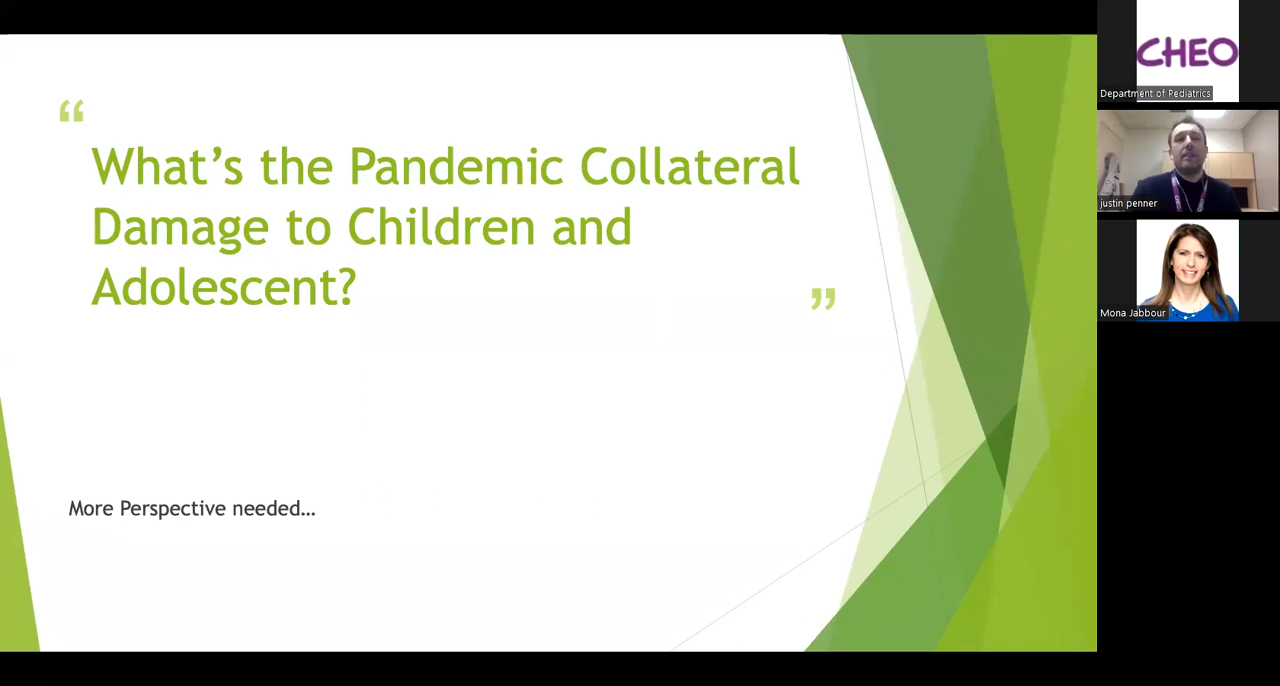 “
What’s the Pandemic Collateral
Damage to Children and
Adolescent?
”
More Perspective needed…
CHEO
Department of Pediatrics
justin penner
Mona Jabbour